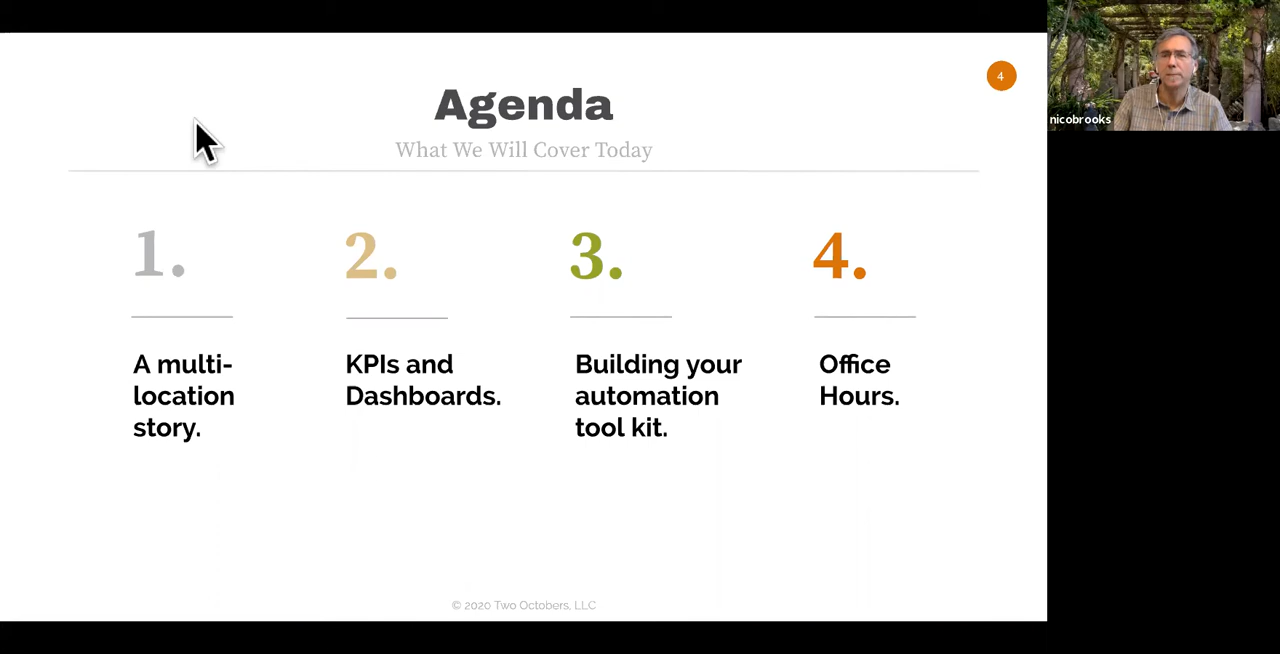 4
Agenda
What We Will Cover Today
nicobrooks
1.
2.
3.
4.
A multi-
location
story.
KPIs and
Dashboards.
Building your
automation
tool kit.
Office
Hours.
© 2020 Two Octobers, LLC